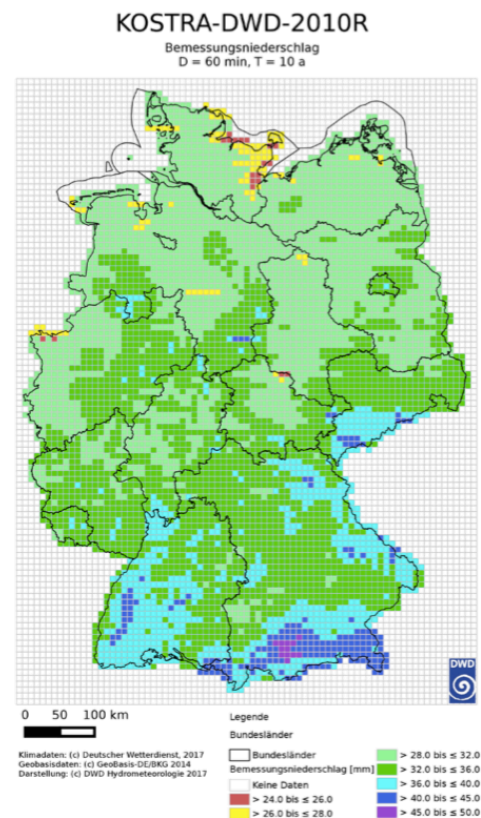 KOSTRA-DWD-2010R
Bemessungsniederschlag
D = 60 min, T = 10 a
DWD
0 50 100 km
Klimadaten: (c) Deutscher Wetterdienst, 2017
Geobasisdaten: (c) GeoBasis-DE/BKG 2014
Darstellung: (c) DWD Hydrometeorologie 2017
Legende
Bundesländer
Bundesländer
Bemessungsniederschlag [mm]
Keine Daten
> 24.0 bis ≤ 26.0
> 26.0 bis ≤ 28.0
> 28.0 bis ≤ 32.0
> 32.0 bis ≤ 36.0
> 36.0 bis ≤ 40.0
> 40.0 bis ≤ 45.0
> 45.0 bis ≤ 50.0